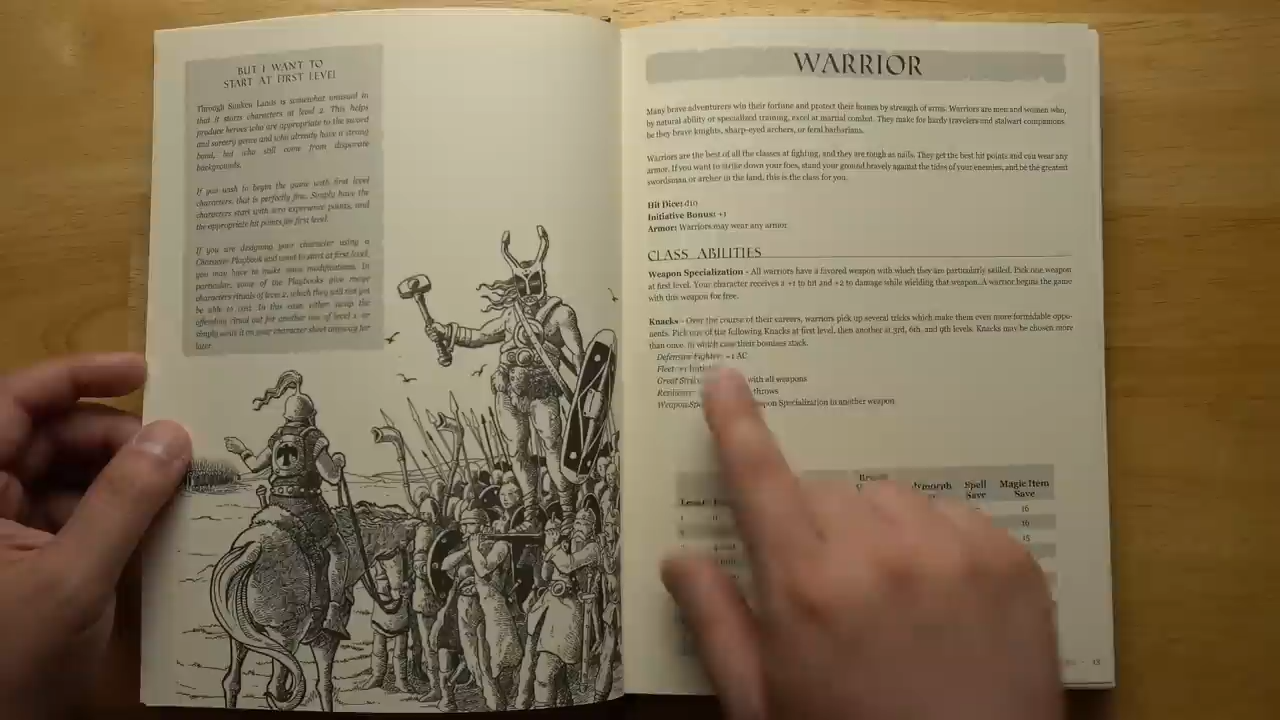 BUT I WANT TO
START AT FIRST LEVEL
Through Sunken Lands is somewhat unusual in
that it starts characters at level 2. This helps
produce heroes who are appropriate to the sword
and sorcery genre and who already have a strong
bond, but who still come from disparate
backgrounds.
If you wish to begin the game with first level
characters, that is perfectly fine. Simply have the
characters start with zero experience points, and
the appropriate hit points for first level.
If you are designing your character using a
Character Playbook and want to start at first level,
you may have to make some modifications. In
particular, some of the Playbooks give mage
characters rituals of level 2, which they will not yet
be able to cast. In this case, either swap the
offending ritual out for another one of level 1, or
simply write it on your character sheet anyway for
later.
WARRIOR
Many brave adventurers win their fortune and protect their homes by strength of arms. Warriors are men and women who,
by natural ability or specialized training, excel at martial combat. They make for hardy travelers and stalwart companions,
be they brave knights, sharp-eyed archers, or feral barbarians.
Warriors are the best of all the classes at fighting, and they are tough as nails. They get the best hit points and can wear any
armor. If you want to strike down your foes, stand your ground bravely against the tides of your enemies, and be the greatest
swordsman or archer in the land, this is the class for you.
Hit Dice: d10
Initiative Bonus: +1
Armor: Warriors may wear any armor
CLASS ABILITIES
Weapon Specialization - All warriors have a favored weapon with which they are particularly skilled. Pick one weapon
at first level. Your character receives a +1 to hit and +2 to damage while wielding that weapon. A warrior begins the game
with this weapon for free.
Knacks - Over the course of their careers, warriors pick up several tricks which make them even more formidable oppo-
nents. Pick one of the following Knacks at first level, then another at 3rd, 6th, and 9th levels. Knacks may be chosen more
than once, in which case their bonuses stack.
Defensive Fighter: +1 AC
Fleet: +1
Great with all weapons
throws
Specialization in another weapon
Level Spell Magic Item
Save Save
1 16
16
15
13